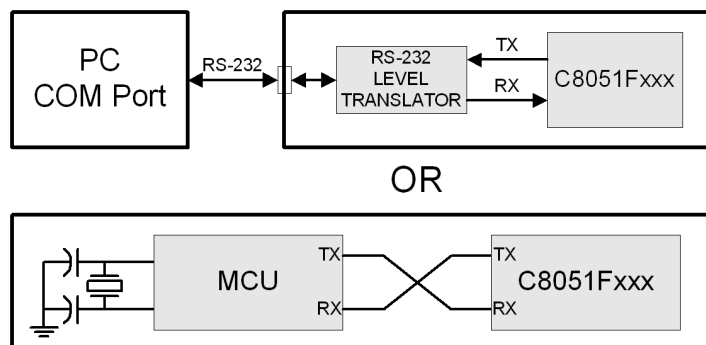 PC
COM Port
RS-232
RS-232
LEVEL
TRANSLATOR
TX
RX
C8051Fxxx
OR
MCU
TX
RX
TX
RX
C8051Fxxx